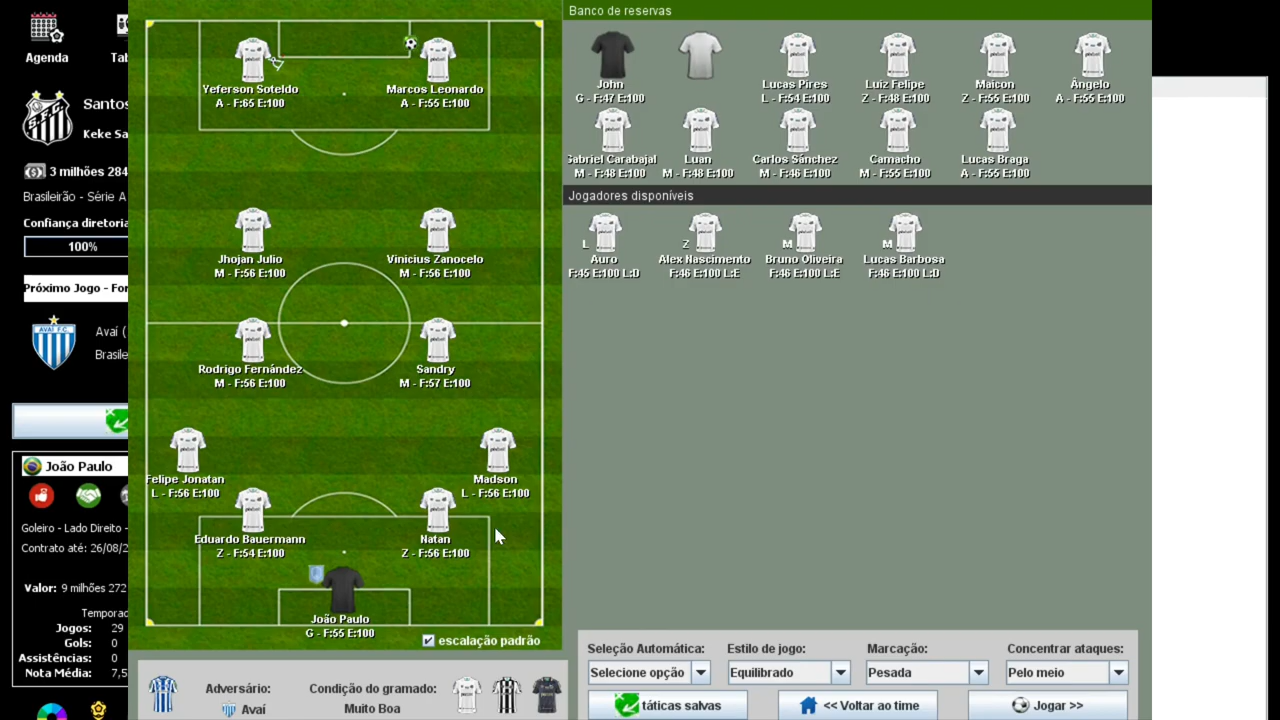 Agenda
Tab
Santos
Keke Sa
3 milhões 284
Brasileirão - Série A
Confiança diretoria
100%
Próximo Jogo - For
Avaí (
Brasile
João Paulo
Goleiro - Lado Direito -
Contrato até: 26/08/2
Valor: 9 milhões 272
Temporad
Jogos: 29
Gols: 0
Assistências: 0
Nota Média: 7,5
Yeferson Soteldo
A - F:65 E:100
Marcos Leonardo
A - F:55 E:100
Jhojan Julio
M - F:56 E:100
Vinicius Zanocelo
M - F:56 E:100
Rodrigo Fernández
M - F:56 E:100
Sandry
M - F:57 E:100
Felipe Jonatan
L - F:56 E:100
Madson
L - F:56 E:100
Eduardo Bauermann
Z - F:54 E:100
Natan
Z - F:56 E:100
João Paulo
G - F:55 E:100
escalação padrão
Adversário:
Avaí
Condição do gramado:
Muito Boa
Banco de reservas
John
G - F:47 E:100
Lucas Pires
L - F:54 E:100
Luiz Felipe
Z - F:48 E:100
Maicon
Z - F:55 E:100
Ângelo
A - F:55 E:100
Gabriel Carabajal
M - F:48 E:100
Luan
M - F:48 E:100
Carlos Sánchez
M - F:46 E:100
Camacho
M - F:55 E:100
Lucas Braga
A - F:55 E:100
Jogadores disponíveis
L
Auro
F:45 E:100 L:D
Z
Alex Nascimento
F:46 E:100 L:E
M
Bruno Oliveira
F:46 E:100 L:E
M
Lucas Barbosa
F:46 E:100 L:D
Seleção Automática:
Selecione opção
Estilo de jogo:
Equilibrado
Marcação:
Pesada
Concentrar ataques:
Pelo meio
táticas salvas
<< Voltar ao time
Jogar >>